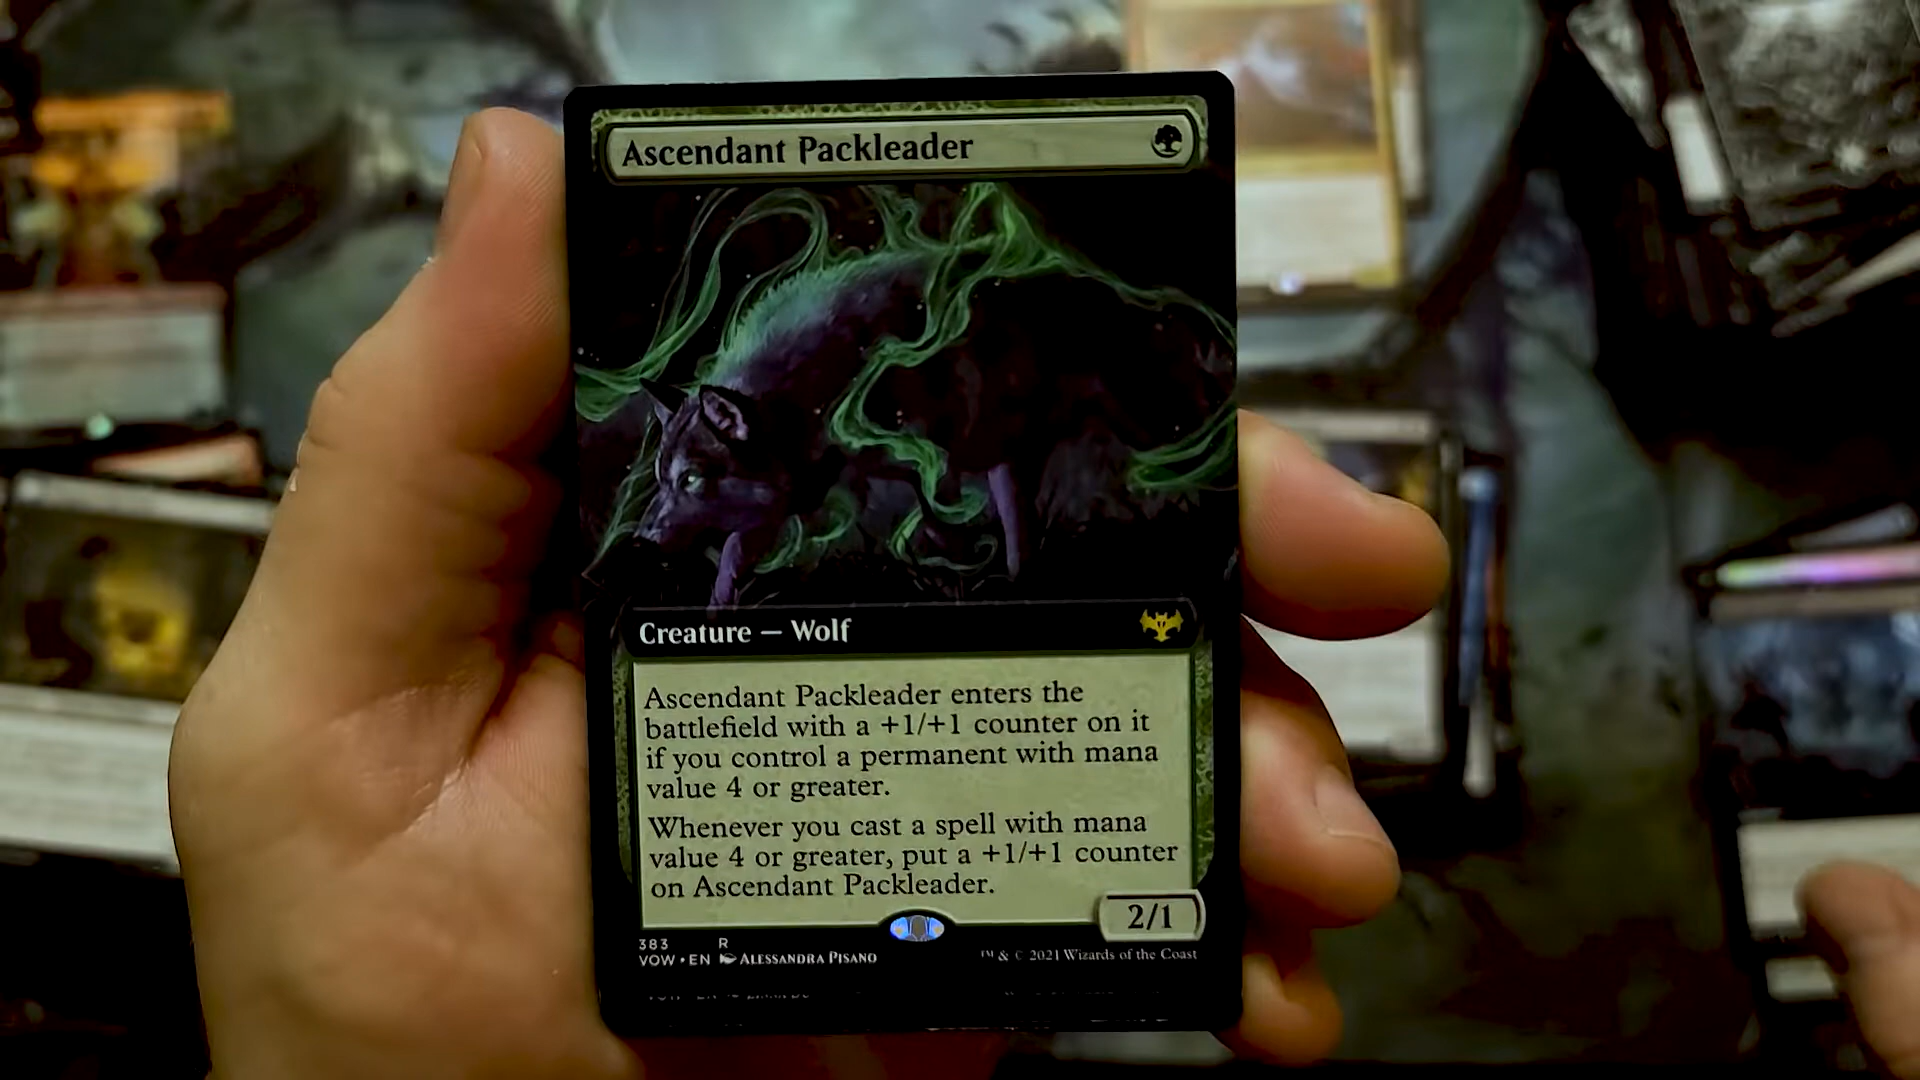 Ascendant Packleader
Creature — Wolf
Ascendant Packleader enters the
battlefield with a +1/+1 counter on it
if you control a permanent with mana
value 4 or greater.
Whenever you cast a spell with mana
value 4 or greater, put a +1/+1 counter
on Ascendant Packleader.
2/1
383 R
VOW • EN ALESSANDRA PISANO
™ & © 2021 Wizards of the Coast